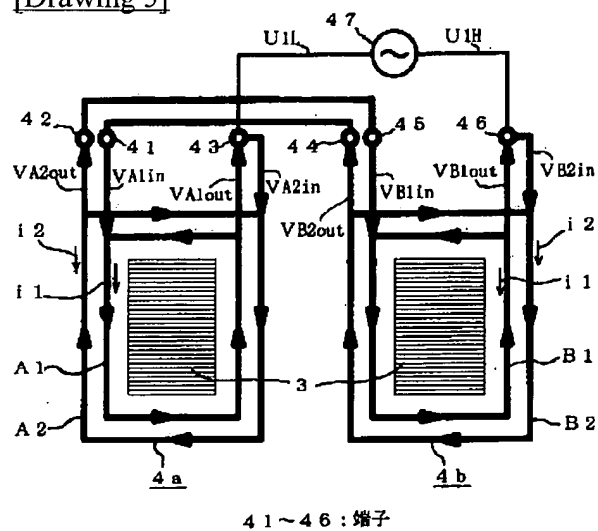 [Drawing 5]
47
U1L
U1H
42
41
43
44
45
46
VA2out
VA1in
VA1out
VA2in
VB2out
VB1in
VB1out
VB2in
i2
i1
i2
i1
A1
A2
3
B1
B2
4a
4b
41～46：端子